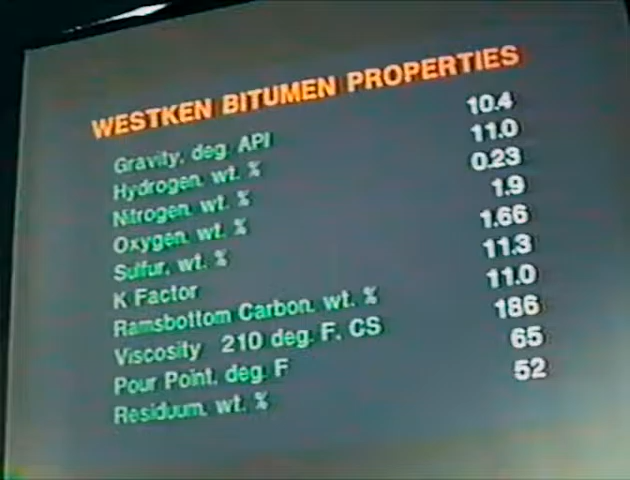 WESTKEN BITUMEN PROPERTIES
Gravity, deg. API 10.4
Hydrogen, wt. % 11.0
Nitrogen, wt. % 0.23
Oxygen, wt. % 1.9
Sulfur, wt. % 1.66
K Factor 11.3
Ramsbottom Carbon, wt. % 11.0
Viscosity 210 deg. F, CS 186
Pour Point, deg. F 65
Residuum, wt. % 52